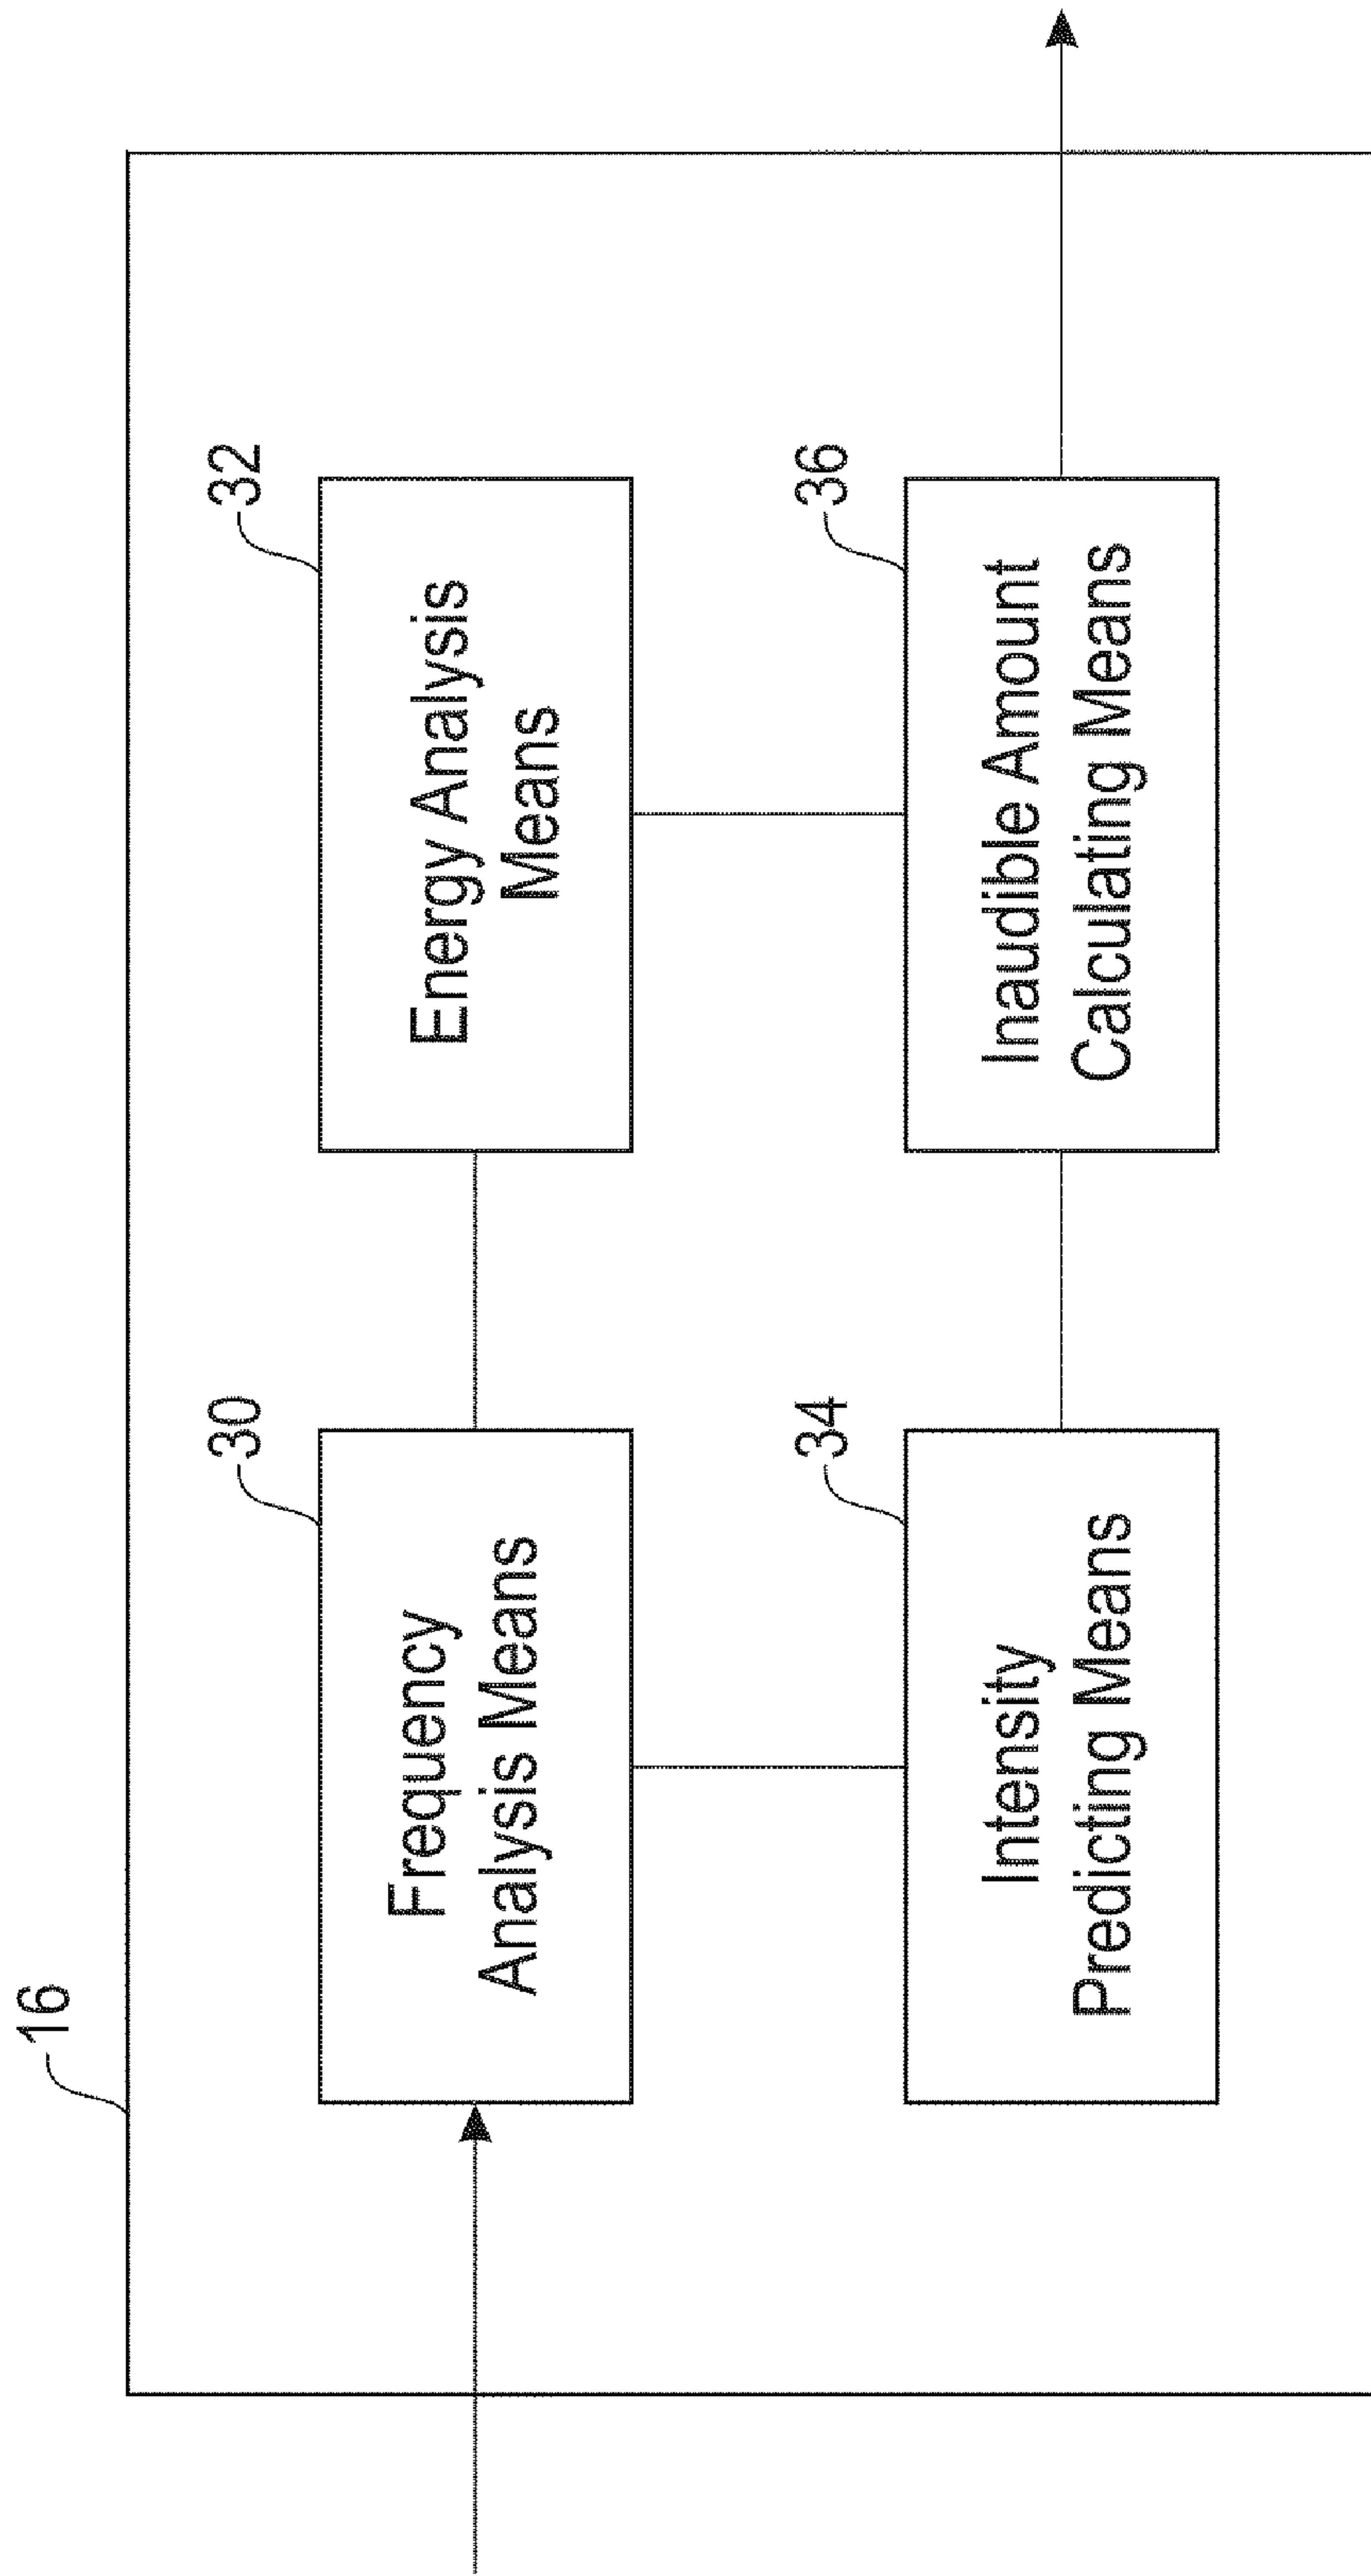 16
30
Frequency
Analysis Means
32
Energy Analysis
Means
34
Intensity
Predicting Means
36
Inaudible Amount
Calculating Means